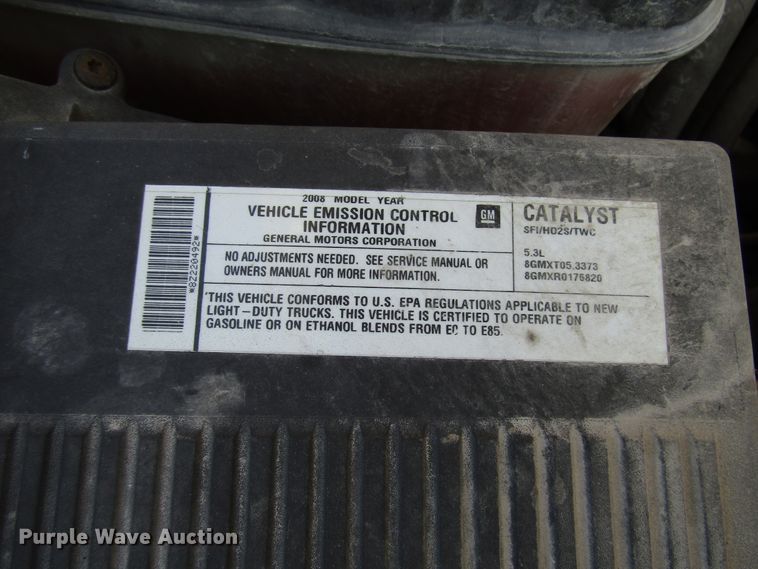 2008 MODEL YEAR
VEHICLE EMISSION CONTROL
INFORMATION
GENERAL MOTORS CORPORATION
GM
CATALYST
SFI/HO2S/TWC
NO ADJUSTMENTS NEEDED. SEE SERVICE MANUAL OR
OWNERS MANUAL FOR MORE INFORMATION.
5.3L
8GMXT05.3373
8GMXR0176820
THIS VEHICLE CONFORMS TO U.S. EPA REGULATIONS APPLICABLE TO NEW
LIGHT-DUTY TRUCKS. THIS VEHICLE IS CERTIFIED TO OPERATE ON
GASOLINE OR ON ETHANOL BLENDS FROM E0 TO E85.
*8Z220492*
Purple Wave Auction